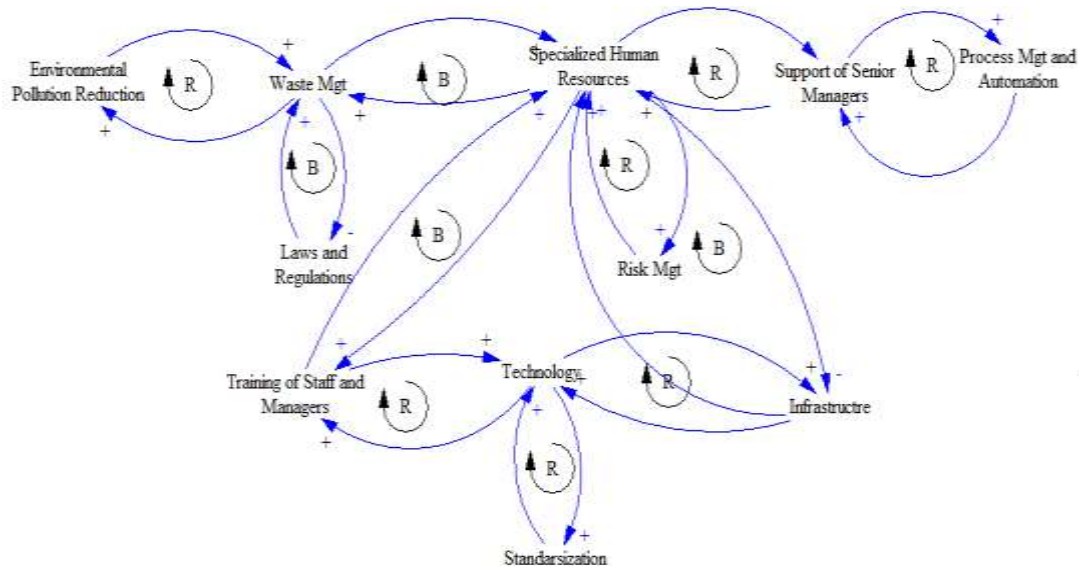 Environmental
Pollution Reduction
Waste Mgt
Specialized Human
Resources
Support of Senior
Managers
Process Mgt and
Automation
R
B
R
R
B
Laws and
Regulations
B
R
Risk Mgt
B
Training of Staff and
Managers
R
Technology
R
Infrastructre
R
Standarsization
+
+
+
+
+
+
+
+
+
+
+
-
+
+
+
+
+
+
+
-
+
+
+